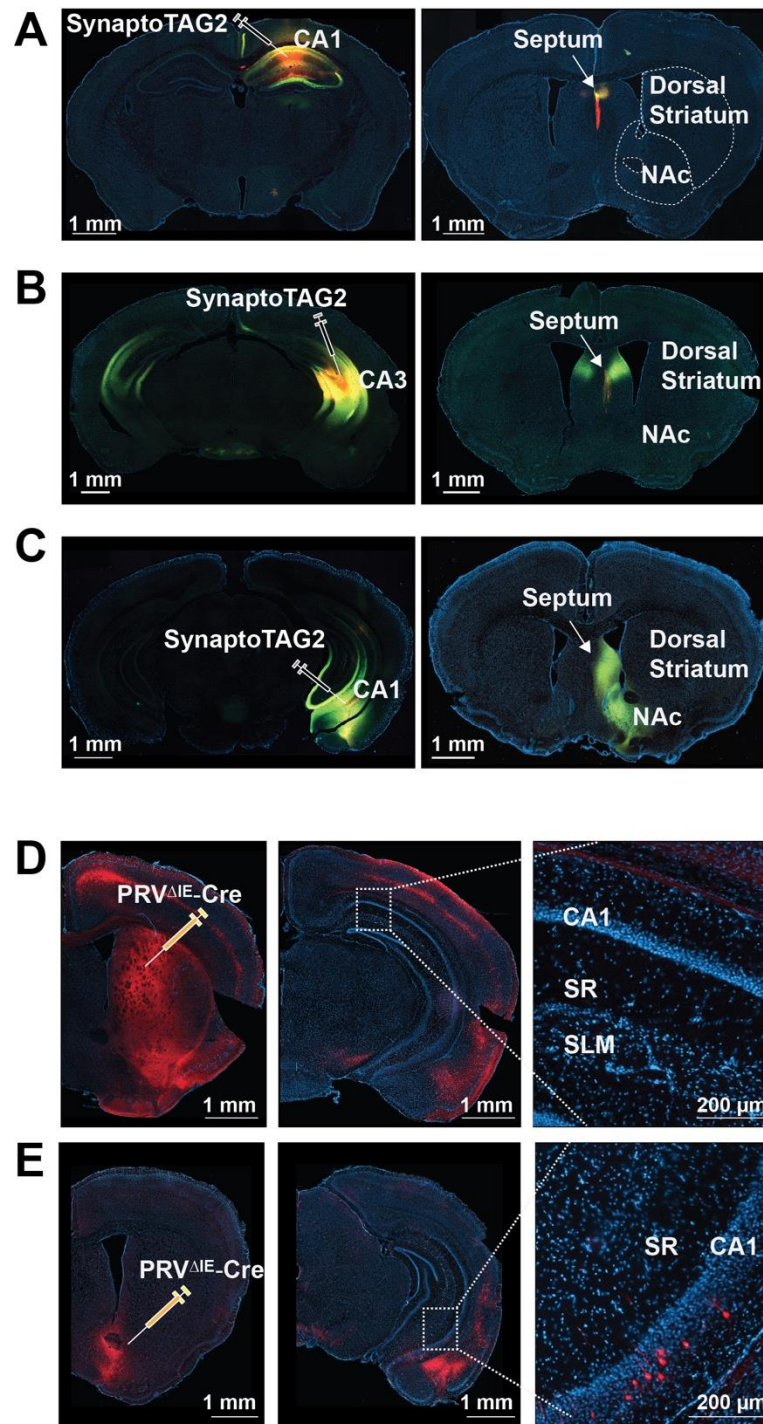 A
SynaptoTAG2
CA1
1 mm
Septum
Dorsal
Striatum
NAc
1 mm
B
SynaptoTAG2
CA3
1 mm
Septum
Dorsal
Striatum
NAc
1 mm
C
SynaptoTAG2
CA1
1 mm
Septum
Dorsal
Striatum
NAc
1 mm
D
PRVΔIE-Cre
1 mm
1 mm
CA1
SR
SLM
200 µm
E
PRVΔIE-Cre
1 mm
1 mm
SR CA1
200 µm